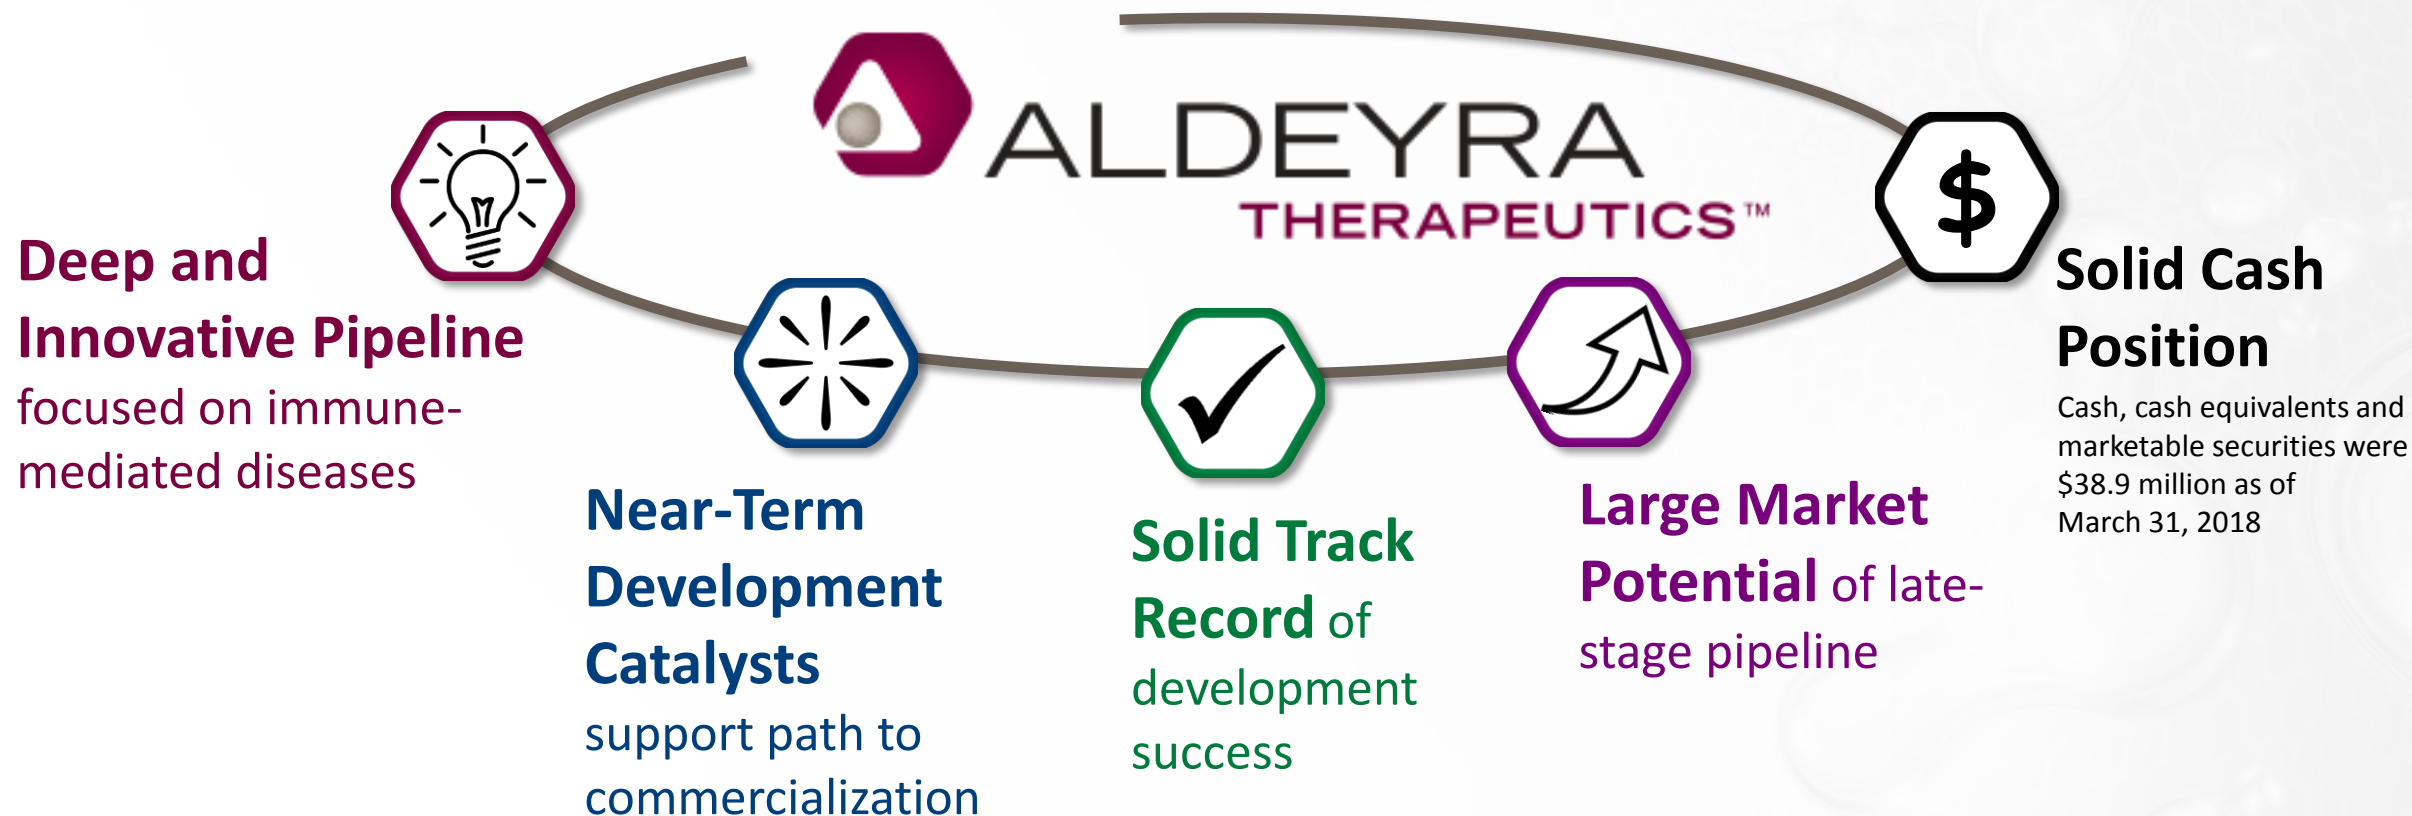 ALDEYRA
THERAPEUTICS™
$
Deep and
Innovative Pipeline
focused on immune-
mediated diseases
Near-Term
Development
Catalysts
support path to
commercialization
Solid Track
Record of
development
success
Large Market
Potential of late-
stage pipeline
Solid Cash
Position
Cash, cash equivalents and
marketable securities were
$38.9 million as of
March 31, 2018